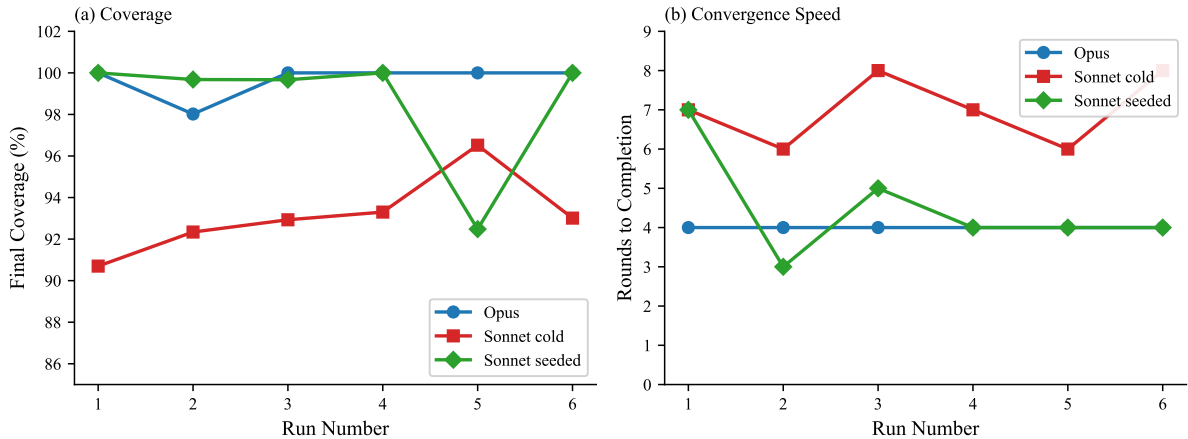 (a) Coverage
102
100
98
96
94
92
90
88
86
Final Coverage (%)
Opus
Sonnet cold
Sonnet seeded
1 2 3 4 5 6
Run Number
(b) Convergence Speed
9
8
7
6
5
4
3
2
1
0
Rounds to Completion
Opus
Sonnet cold
Sonnet seeded
1 2 3 4 5 6
Run Number